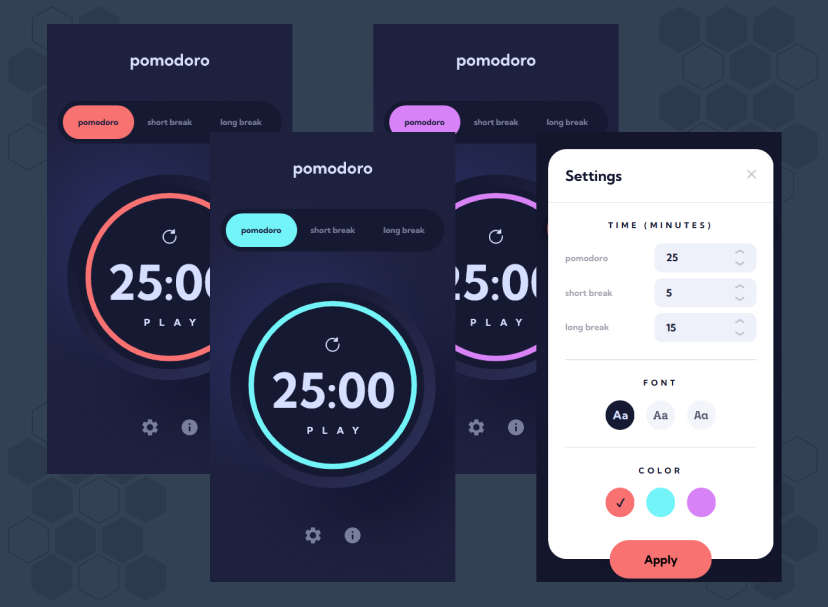 pomodoro
pomodoro short break long break
25:00
PLAY
pomodoro
pomodoro short break long break
25:00
PLAY
pomodoro
pomodoro short break long break
25:00
PLAY
Settings
TIME (MINUTES)
pomodoro 25
short break 5
long break 15
FONT
Aa Aa Aa
COLOR
Apply